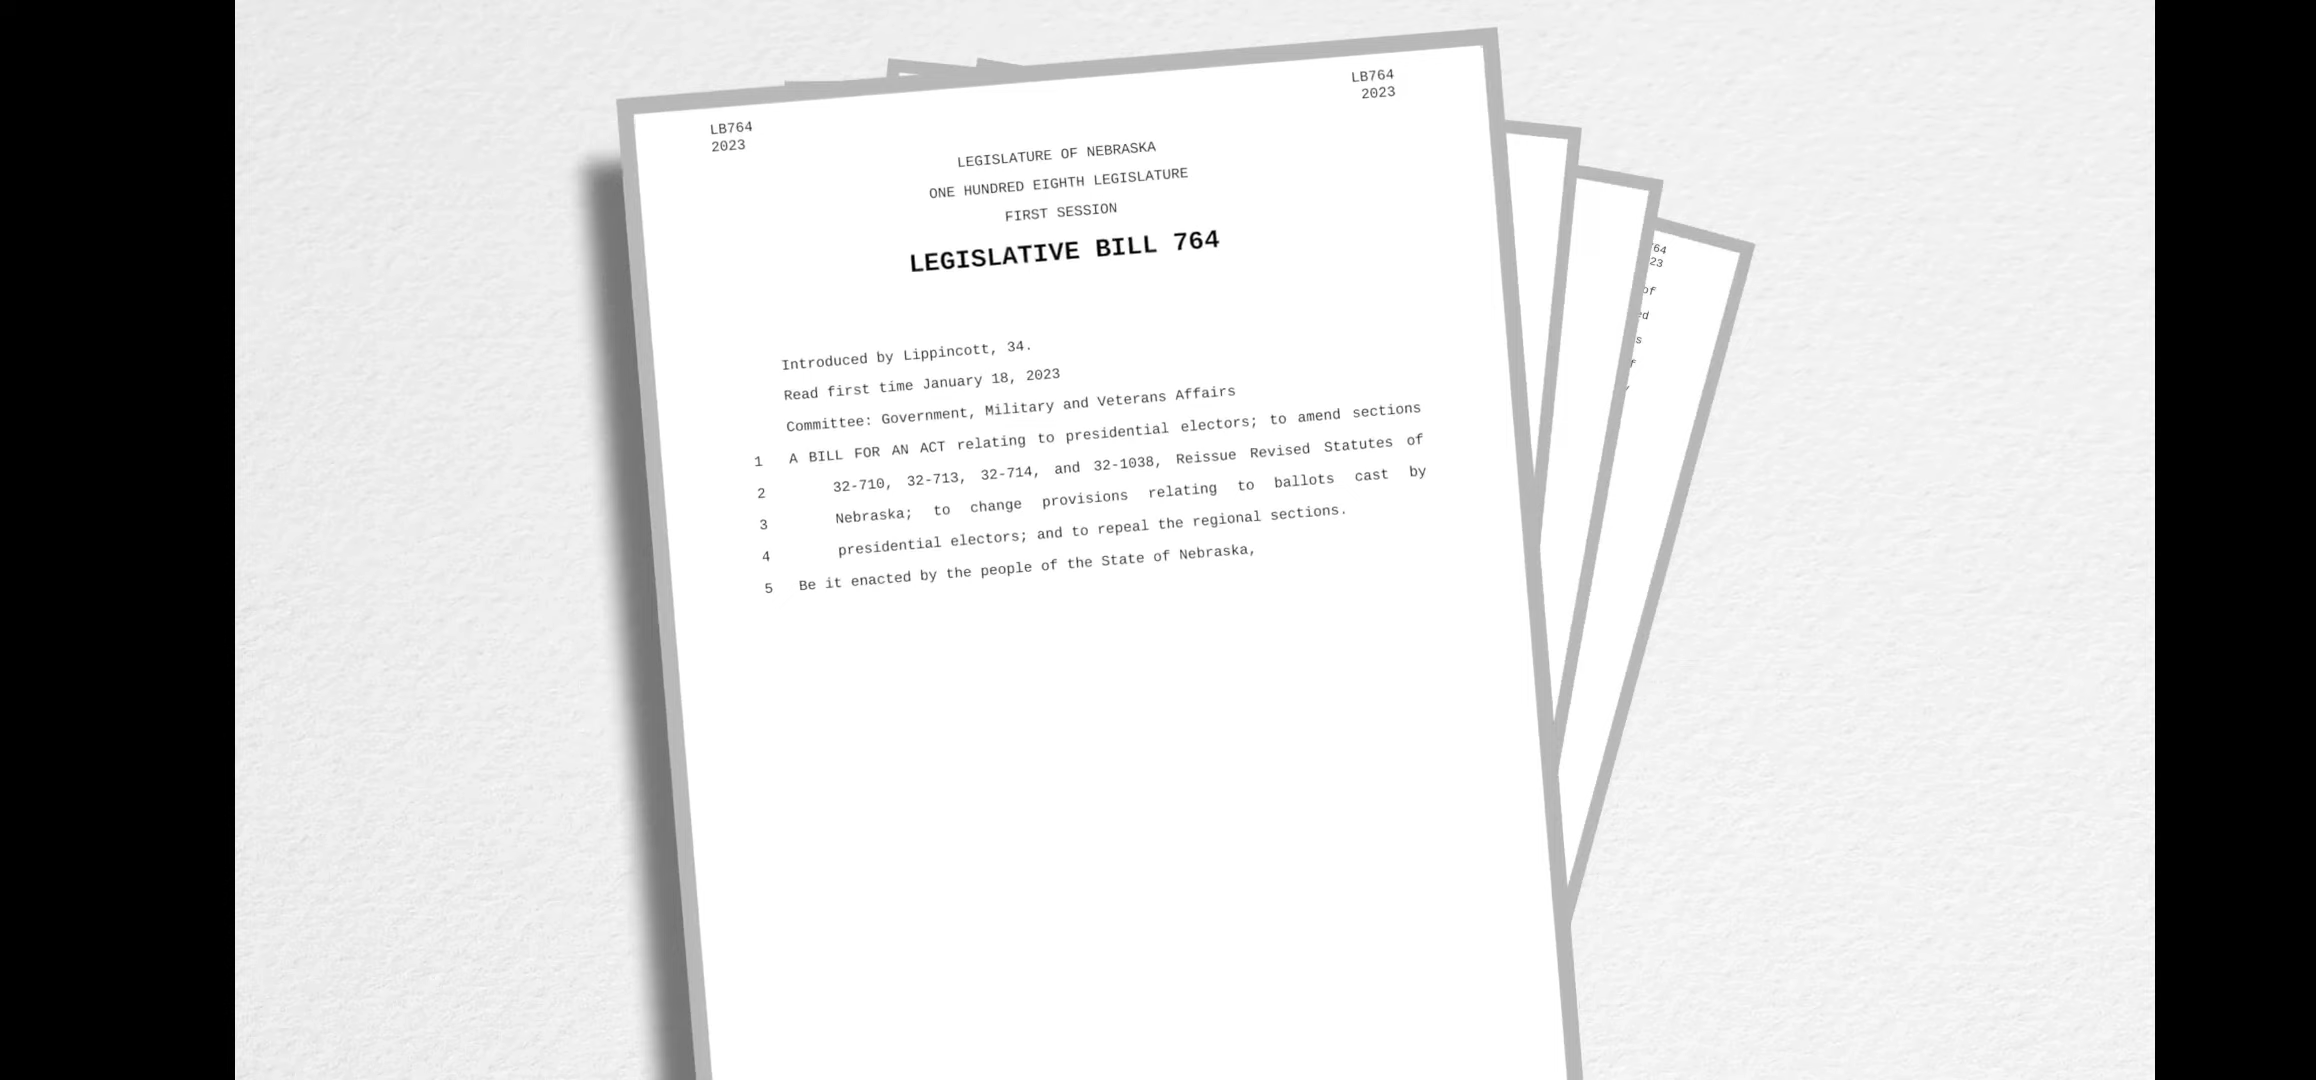 LB764
2023
LB764
2023
LEGISLATURE OF NEBRASKA
ONE HUNDRED EIGHTH LEGISLATURE
FIRST SESSION
LEGISLATIVE BILL 764
Introduced by Lippincott, 34.
Read first time January 18, 2023
Committee: Government, Military and Veterans Affairs
1 A BILL FOR AN ACT relating to presidential electors; to amend sections
2 32-710, 32-713, 32-714, and 32-1038, Reissue Revised Statutes of
3 Nebraska; to change provisions relating to ballots cast by
4 presidential electors; and to repeal the regional sections.
5 Be it enacted by the people of the State of Nebraska,
64
23
of
ed
s